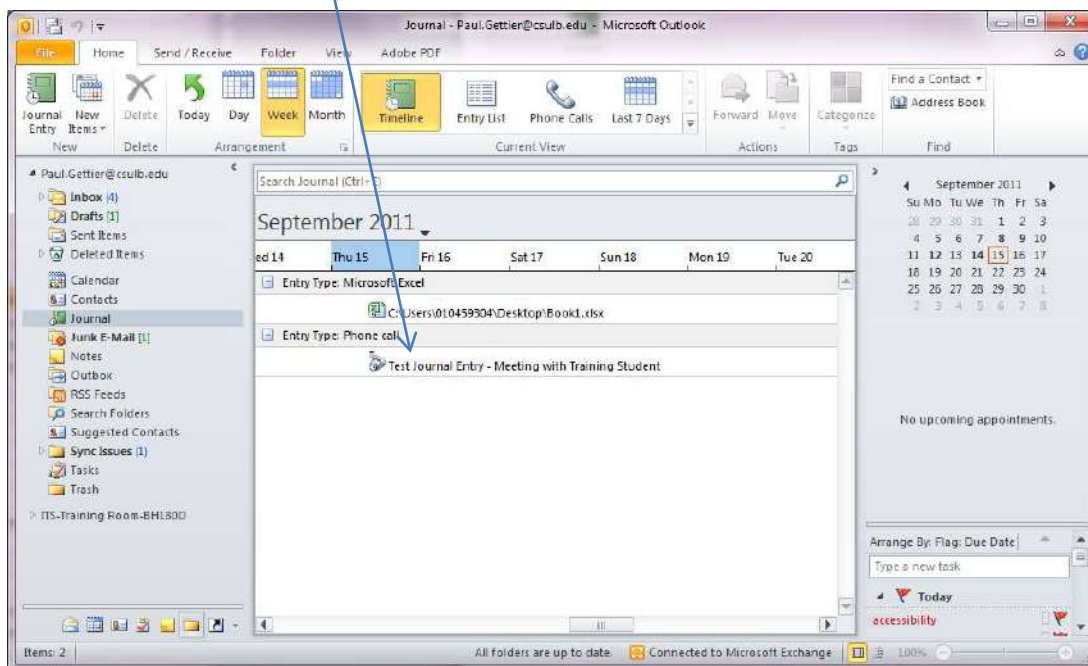 Journal - Paul.Gettier@csulb.edu - Microsoft Outlook
File Home Send / Receive Folder View Adobe PDF
Journal Entry New Items Delete Today Day Week Month Timeline Entry List Phone Calls Last 7 Days Forward Move Categorize Find a Contact
Address Book
New Delete Arrangement Current View Actions Tags Find
Paul.Gettier@csulb.edu
Inbox (4)
Drafts [1]
Sent Items
Deleted Items
Calendar
Contacts
Journal
Junk E-Mail [1]
Notes
Outbox
RSS Feeds
Search Folders
Suggested Contacts
Sync Issues (1)
Tasks
Trash
ITS-Training Room-BH180D
Search Journal (Ctrl+E)
September 2011
ed 14 Thu 15 Fri 16 Sat 17 Sun 18 Mon 19 Tue 20
Entry Type: Microsoft Excel
C:\Users\010459304\Desktop\Book1.xlsx
Entry Type: Phone call
Test Journal Entry - Meeting with Training Student
September 2011
Su Mo Tu We Th Fr Sa
28 29 30 31 1 2 3
4 5 6 7 8 9 10
11 12 13 14 15 16 17
18 19 20 21 22 23 24
25 26 27 28 29 30 1
2 3 4 5 6 7 8
No upcoming appointments.
Arrange By: Flag: Due Date
Type a new task
Today
accessibility
Items: 2 All folders are up to date. Connected to Microsoft Exchange 100%